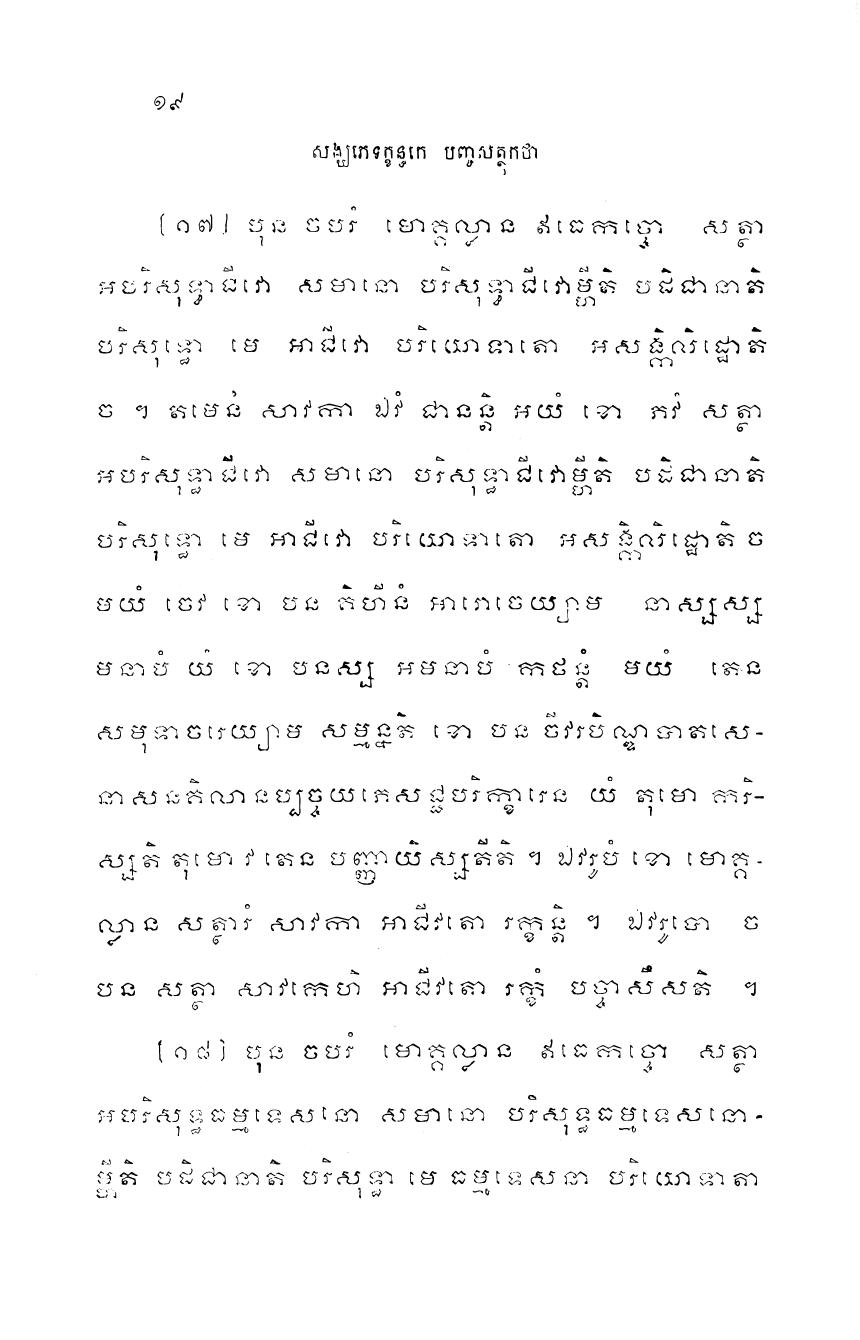 ១៩
សង្ឃភេទក្ខន្ធកេ បញ្ចសត្ថុកថា
[១៧] បុន ចបរំ មោគ្គល្លាន ឥធេកច្ចោ សត្ថា
អបរិសុទ្ធាជីវោ សមានោ បរិសុទ្ធាជីវោម្ហីតិ បដិជានាតិ
បរិសុទ្ធោ មេ អាជីវោ បរិយោទាតោ អសង្កិលិដ្ឋោតិ
ច ។ តមេនំ សាវកា ឯវំ ជានន្តិ អយំ ខោ ភវំ សត្ថា
អបរិសុទ្ធាជីវោ សមានោ បរិសុទ្ធាជីវោម្ហីតិ បដិជានាតិ
បរិសុទ្ធោ មេ អាជីវោ បរិយោទាតោ អសង្កិលិដ្ឋោតិ ច
មយំ ចេវ ខោ បន គិហីនំ អារោចេយ្យាម នាស្សស្ស
មនាបំ យំ ខោ បនស្ស អមនាបំ កថន្តំ មយំ តេន
សមុទាចរេយ្យាម សម្មន្នតិ ខោ បន ចីវរបិណ្ឌបាតសេ-
នាសនគិលានប្បច្ចយភេសជ្ជបរិក្ខារេន យំ តុមោ ករិ-
ស្សតិ តុមោ វ តេន បញ្ញាយិស្សតីតិ ។ ឯវរូបំ ខោ មោគ្គ-
ល្លាន សត្ថារំ សាវកា អាជីវតោ រក្ខន្តិ ។ ឯវរូបោ ច
បន សត្ថា សាវកេហិ អាជីវតោ រក្ខំ បច្ចាសឹសតិ ។
[១៨] បុន ចបរំ មោគ្គល្លាន ឥធេកច្ចោ សត្ថា
អបរិសុទ្ធធម្មទេសនោ សមានោ បរិសុទ្ធធម្មទេសនោ-
ម្ហីតិ បដិជានាតិ បរិសុទ្ធា មេ ធម្មទេសនា បរិយោទាតា